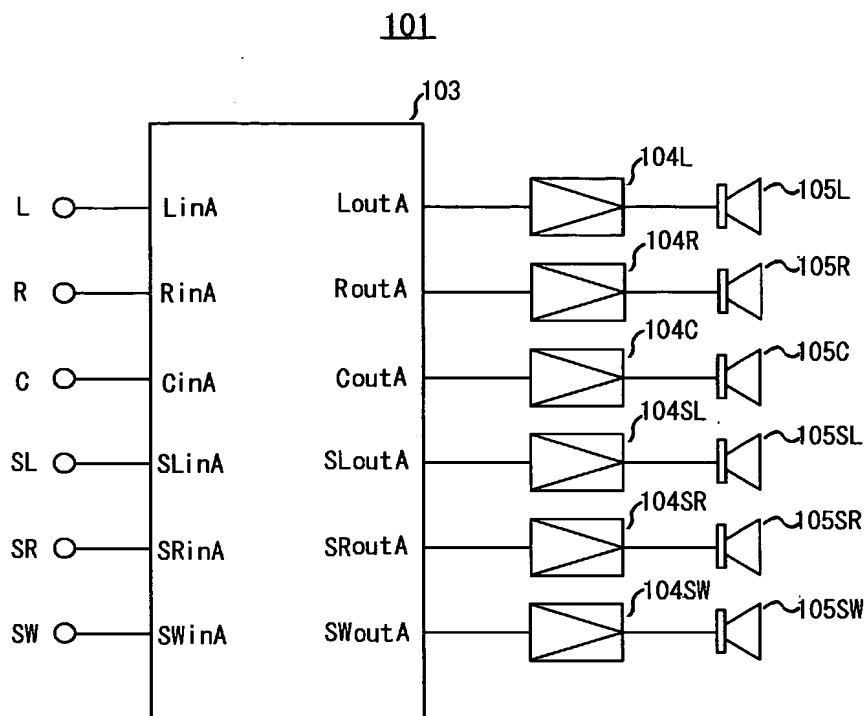 101
103
L LinA LoutA 104L 105L
R RinA RoutA 104R 105R
C CinA CoutA 104C 105C
SL SLinA SLoutA 104SL 105SL
SR SRinA SRoutA 104SR 105SR
SW SWinA SWoutA 104SW 105SW